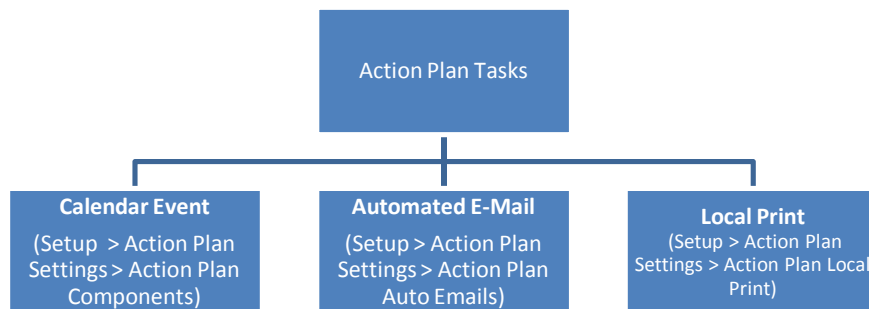 Action Plan Tasks
Calendar Event
(Setup > Action Plan
Settings > Action Plan
Components)
Automated E-Mail
(Setup > Action Plan
Settings > Action Plan
Auto Emails)
Local Print
(Setup > Action Plan
Settings > Action Plan Local
Print)